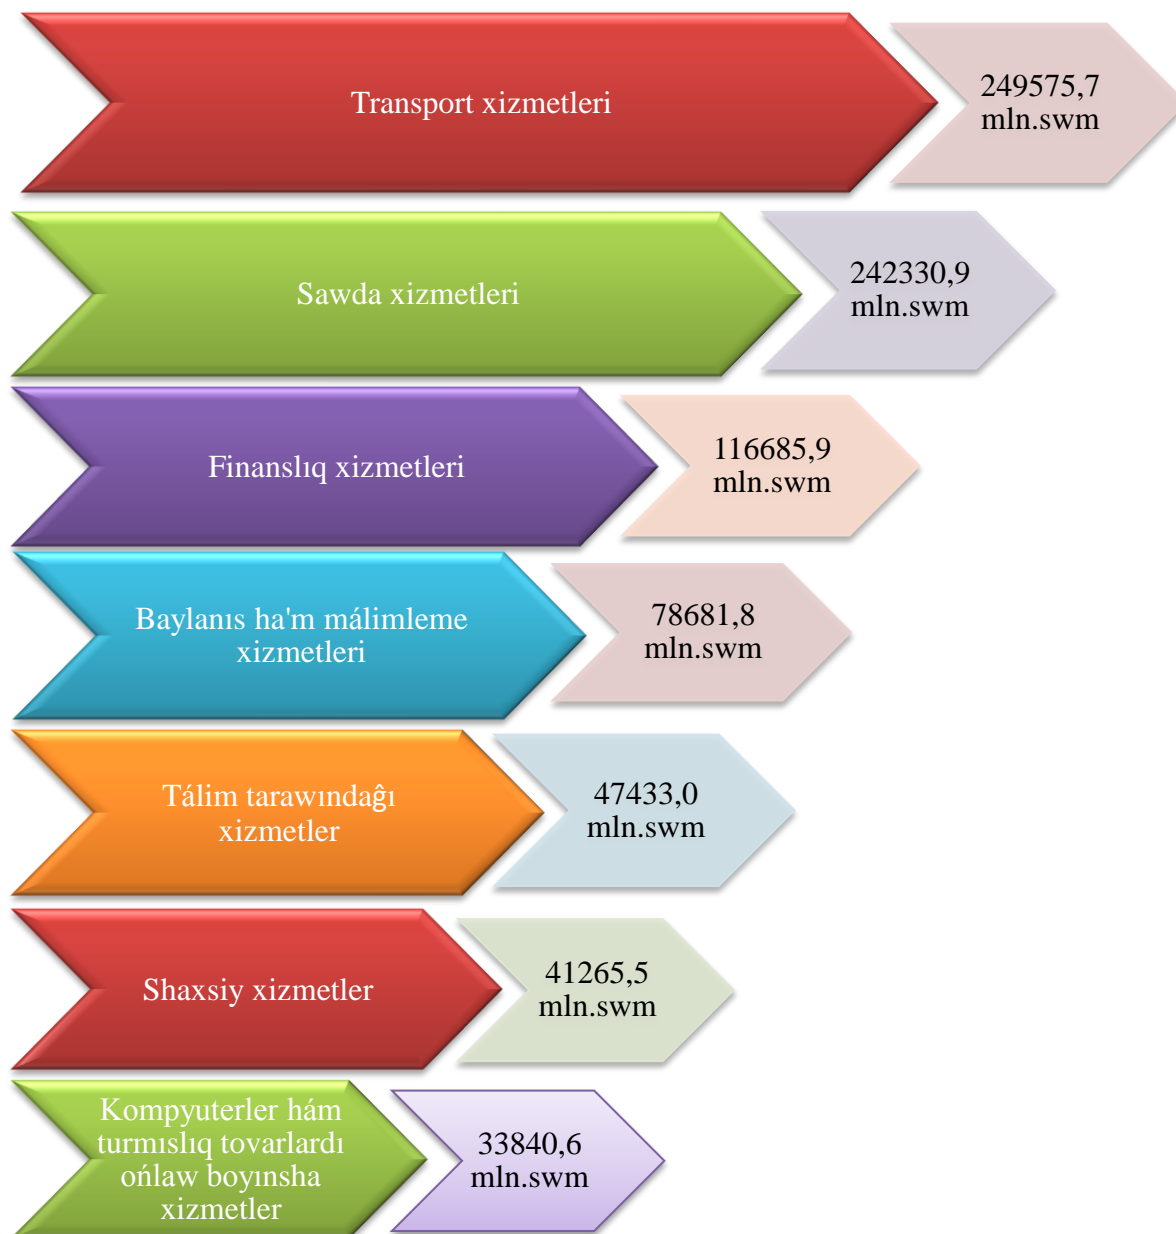 Transport xizmetleri
249575,7
mln.swm
Sawda xizmetleri
242330,9
mln.swm
Finanslıq xizmetleri
116685,9
mln.swm
Baylanıs ha'm málimleme
xizmetleri
78681,8
mln.swm
Tálim tarawındaĝı
xizmetler
47433,0
mln.swm
Shaxsiy xizmetler
41265,5
mln.swm
Kompyuterler hám
turmıslıq tovarlardı
ońlaw boyınsha
xizmetler
33840,6
mln.swm